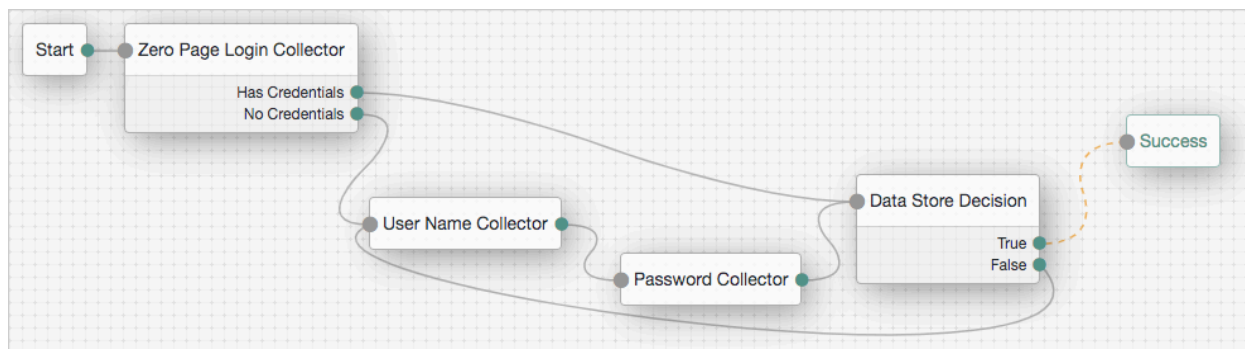 Start
Zero Page Login Collector
Has Credentials
No Credentials
User Name Collector
Password Collector
Data Store Decision
True
False
Success